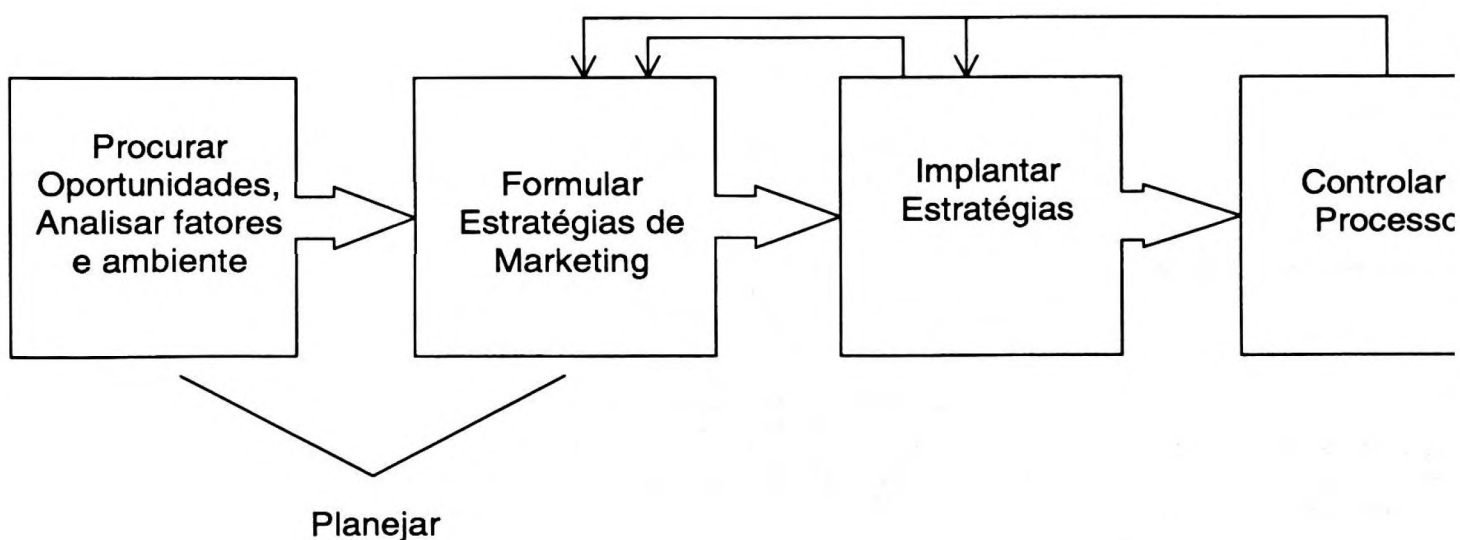 Procurar
Oportunidades,
Analisar fatores
e ambiente
Formular
Estratégias de
Marketing
Implantar
Estratégias
Controlar
Processo
Planejar